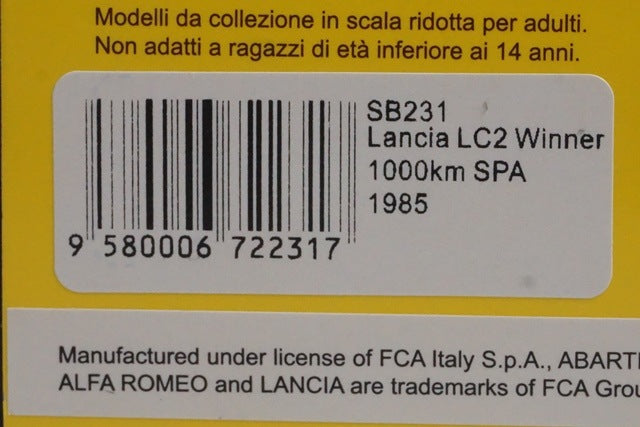 Modelli da collezione in scala ridotta per adulti.
Non adatti a ragazzi di età inferiore ai 14 anni.
SB231
Lancia LC2 Winner
1000km SPA
1985
9 580006 722317
Manufactured under license of FCA Italy S.p.A., ABARTH
ALFA ROMEO and LANCIA are trademarks of FCA Grou